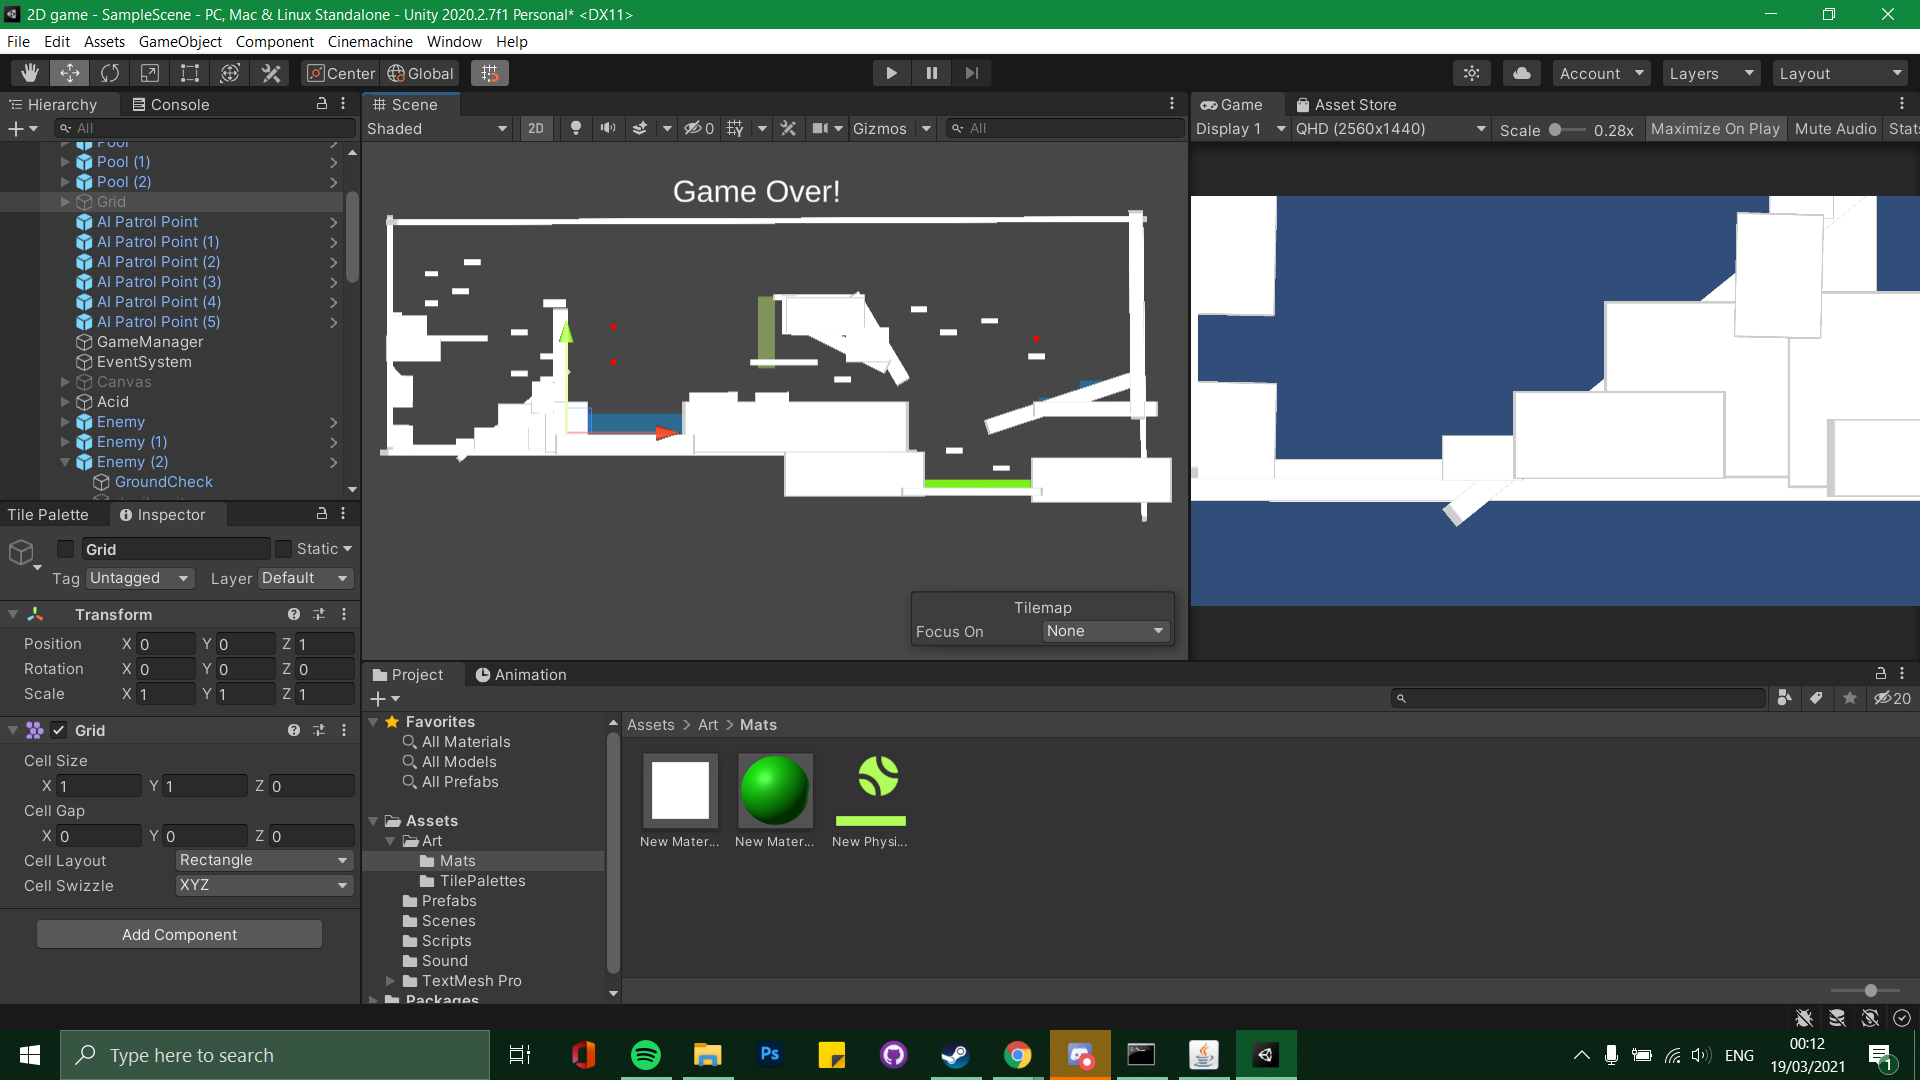 2D game - SampleScene - PC, Mac & Linux Standalone - Unity 2020.2.7f1 Personal* <DX11>
File Edit Assets GameObject Component Cinemachine Window Help
Center Global
Account Layers Layout
Hierarchy Console
All
Pool
Pool (1)
Pool (2)
Grid
AI Patrol Point
AI Patrol Point (1)
AI Patrol Point (2)
AI Patrol Point (3)
AI Patrol Point (4)
AI Patrol Point (5)
GameManager
EventSystem
Canvas
Acid
Enemy
Enemy (1)
Enemy (2)
GroundCheck
Scene
Shaded 2D 0 Gizmos All
Game Over!
Tilemap
Focus On None
Game Asset Store
Display 1 QHD (2560x1440) Scale 0.28x Maximize On Play Mute Audio Stats
Tile Palette Inspector
Grid Static
Tag Untagged Layer Default
Transform
Position X 0 Y 0 Z 1
Rotation X 0 Y 0 Z 0
Scale X 1 Y 1 Z 1
Grid
Cell Size
X 1 Y 1 Z 0
Cell Gap
X 0 Y 0 Z 0
Cell Layout Rectangle
Cell Swizzle XYZ
Add Component
Project Animation
20
Favorites
All Materials
All Models
All Prefabs
Assets
Art
Mats
TilePalettes
Prefabs
Scenes
Scripts
Sound
TextMesh Pro
Packages
Assets > Art > Mats
New Mater... New Mater... New Physi...
Type here to search
Ps
ENG
00:12
19/03/2021
1